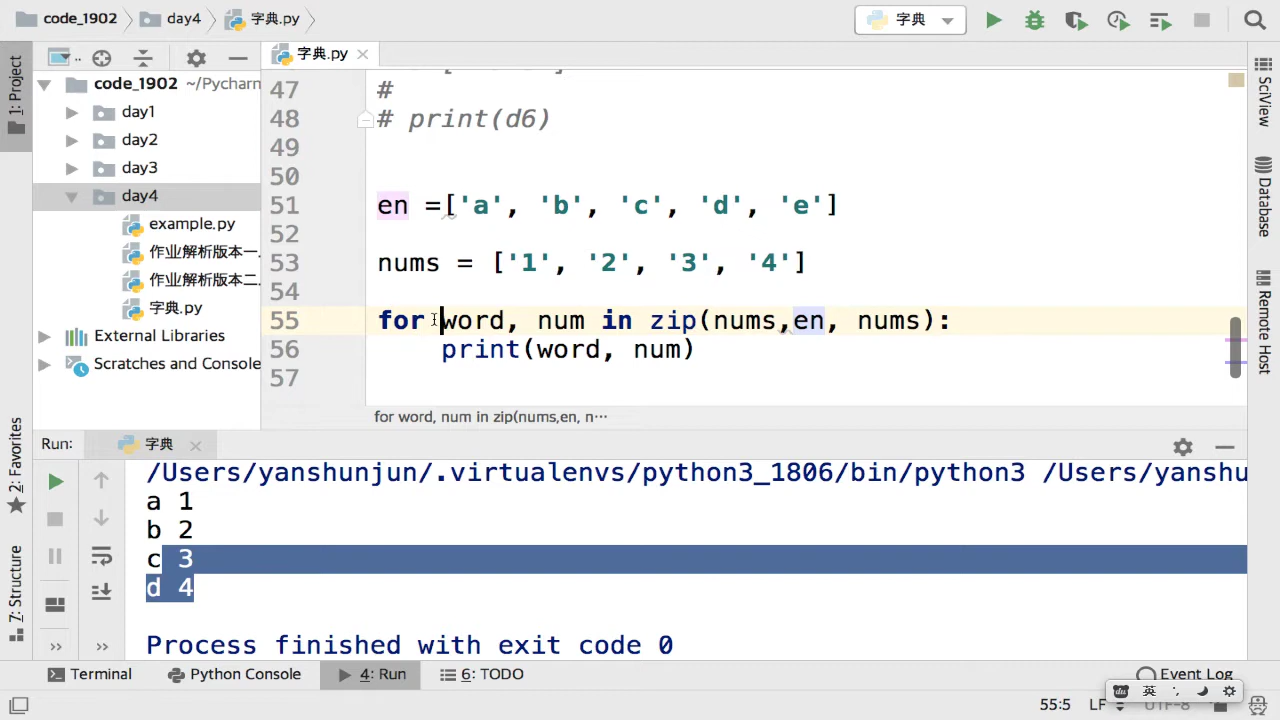 code_1902 day4 字典.py 字典
字典.py
1: Project
code_1902 ~/Pycharn
day1
day2
day3
day4
example.py
作业解析版本一.
作业解析版本二.
字典.py
External Libraries
Scratches and Console
47 #
48 # print(d6)
49
50
51 en =['a', 'b', 'c', 'd', 'e']
52
53 nums = ['1', '2', '3', '4']
54
55 for word, num in zip(nums,en, nums):
56 print(word, num)
57
for word, num in zip(nums,en, n···
SciView
Database
Remote Host
2: Favorites
7: Structure
Run: 字典
/Users/yanshunjun/.virtualenvs/python3_1806/bin/python3 /Users/yanshu
a 1
b 2
c 3
d 4
Process finished with exit code 0
Terminal Python Console 4: Run 6: TODO Event Log
du 英
55:5 LF UTF-8